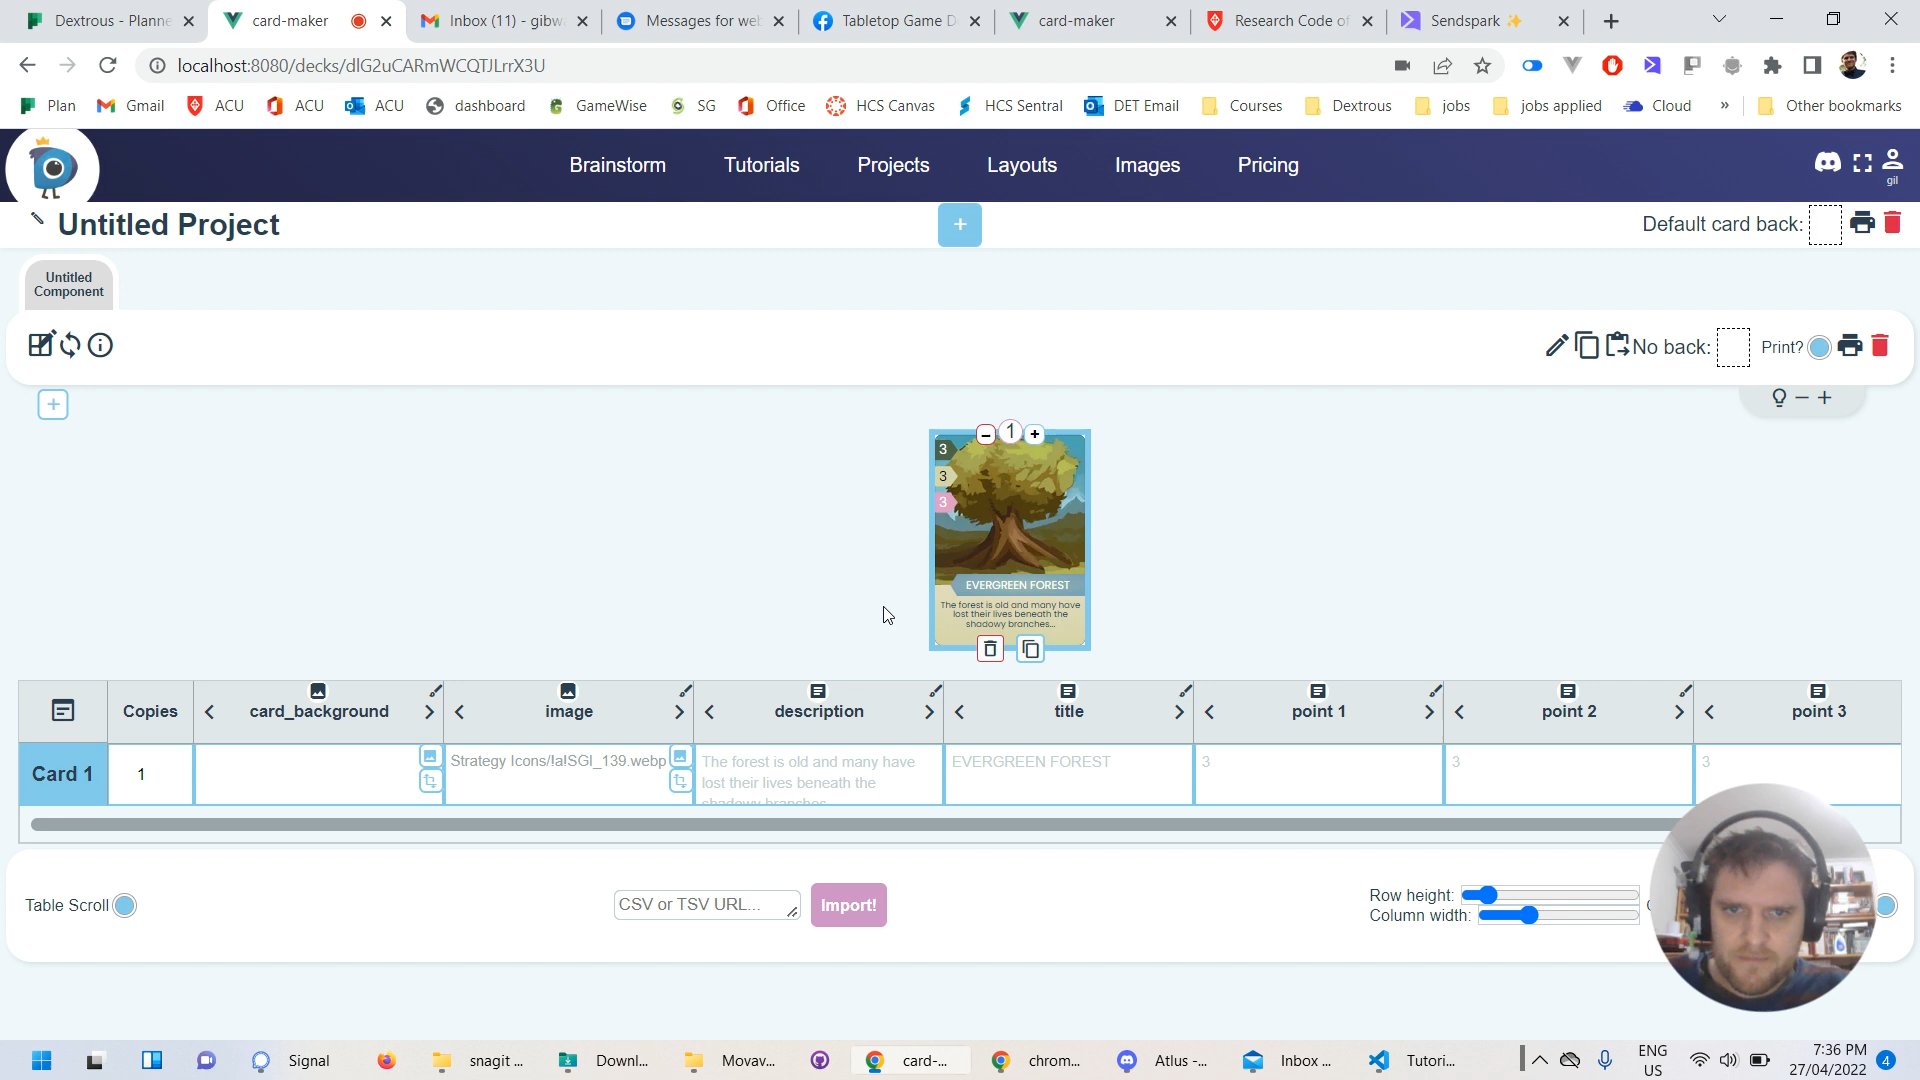 Dextrous - Planne
card-maker
Inbox (11) - gibw
Messages for web
Tabletop Game D
card-maker
Research Code of
Sendspark ✨
localhost:8080/decks/dlG2uCARmWCQTJLrrX3U
Plan
Gmail
ACU
ACU
ACU
dashboard
GameWise
SG
Office
HCS Canvas
HCS Sentral
DET Email
Courses
Dextrous
jobs
jobs applied
Cloud
»
Other bookmarks
Brainstorm
Tutorials
Projects
Layouts
Images
Pricing
gil
Untitled Project
+
Default card back:
Untitled
Component
No back:
Print?
+
− +
− 1 +
3
3
3
EVERGREEN FOREST
The forest is old and many have
lost their lives beneath the
shadowy branches...
Copies
card_background
image
description
title
point 1
point 2
point 3
Card 1
1
Strategy Icons/!a!SGI_139.webp
The forest is old and many have
lost their lives beneath the
shadowy branches
EVERGREEN FOREST
3
3
3
Table Scroll
CSV or TSV URL...
Import!
Row height:
Column width:
Signal
snagit ...
Downl...
Movav...
card-...
chrom...
Atlus -...
Inbox ...
Tutori...
ENG
US
7:36 PM
27/04/2022
4